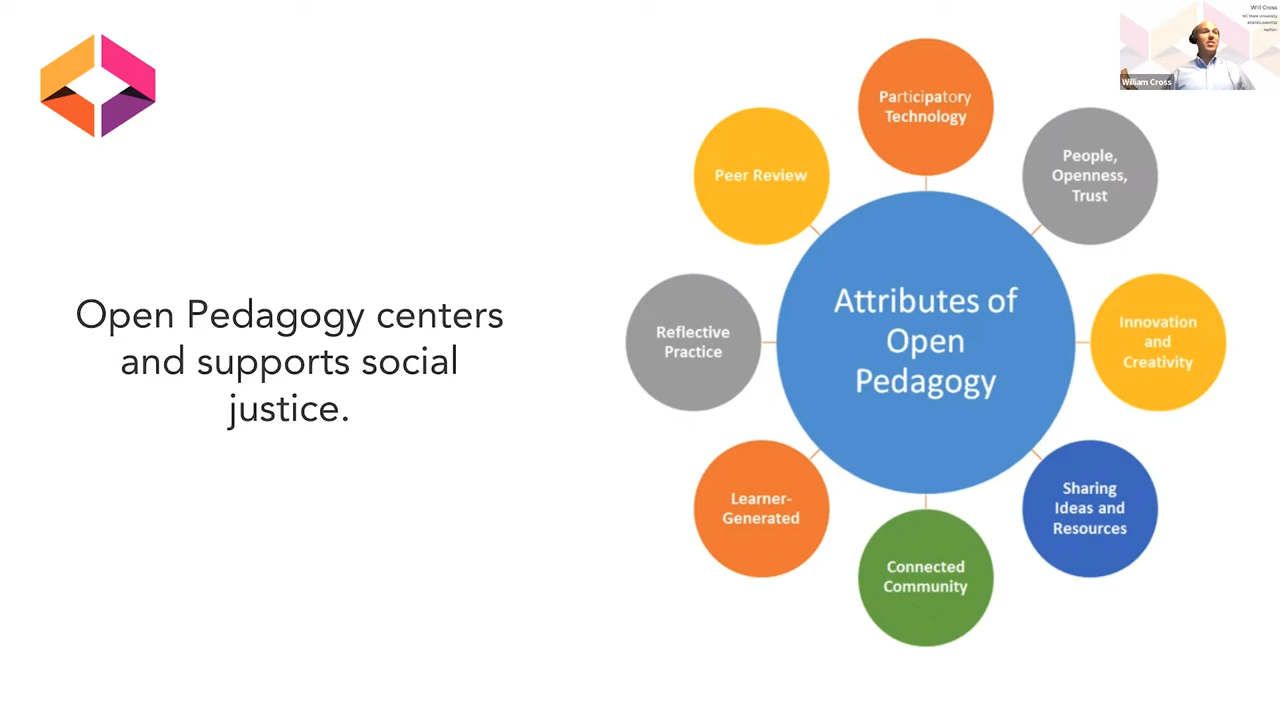 Open Pedagogy centers
and supports social
justice.
Attributes of
Open
Pedagogy
Participatory
Technology
People,
Openness,
Trust
Innovation
and
Creativity
Sharing
Ideas and
Resources
Connected
Community
Learner-
Generated
Reflective
Practice
Peer Review
Will Cross
NC State University
William Cross